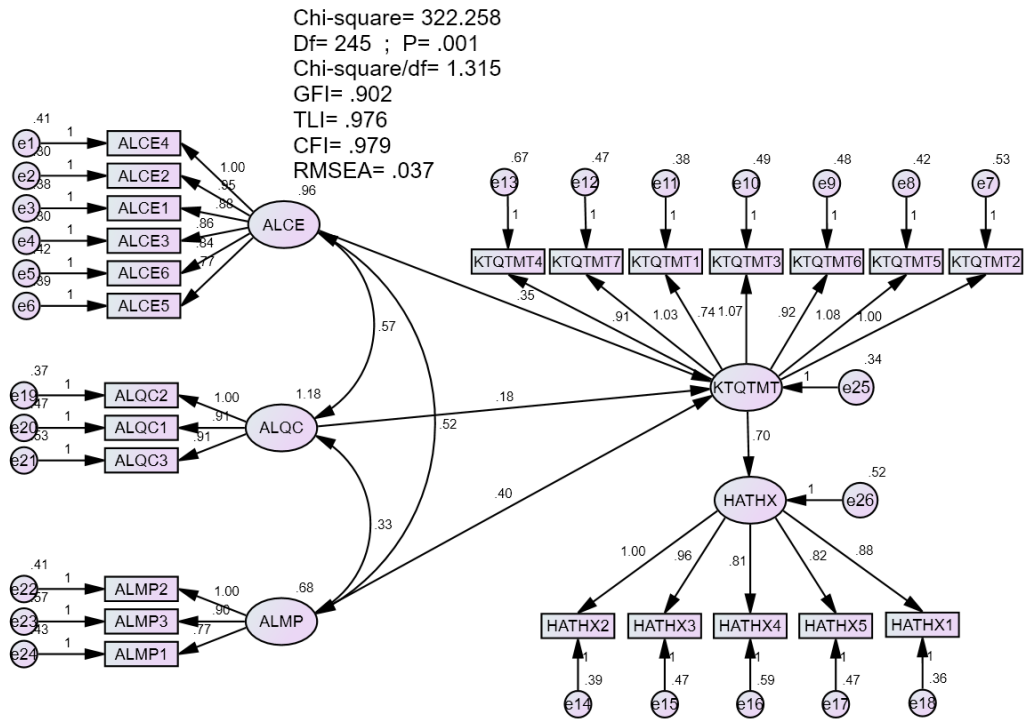 Chi-square= 322.258
Df= 245 ; P= .001
Chi-square/df= 1.315
GFI= .902
TLI= .976
CFI= .979
RMSEA= .037
.41
e1
1
ALCE4
1.00
.30
e2
1
ALCE2
.95
.38
e3
1
ALCE1
.88
.30
e4
1
ALCE3
.86
.42
e5
1
ALCE6
.84
.39
e6
1
ALCE5
.77
.96
ALCE
.67
e13
1
KTQTMT4
.91
.47
e12
1
KTQTMT7
1.03
.38
e11
1
KTQTMT1
.74
.49
e10
1
KTQTMT3
1.07
.48
e9
1
KTQTMT6
.92
.42
e8
1
KTQTMT5
1.08
.53
e7
1
KTQTMT2
1.00
.35
KTQTMT
1
.34
e25
.57
.37
e19
1
ALQC2
1.00
.47
e20
1
ALQC1
.91
.53
e21
1
ALQC3
.91
1.18
ALQC
.18
.52
.70
.40
.33
HATHX
1
.52
e26
.41
e22
1
ALMP2
1.00
.57
e23
1
ALMP3
.90
.43
e24
1
ALMP1
.77
.68
ALMP
1.00
.96
.81
.82
.88
HATHX2
HATHX3
HATHX4
HATHX5
HATHX1
1
1
1
1
1
.39
.47
.59
.47
.36
e14
e15
e16
e17
e18